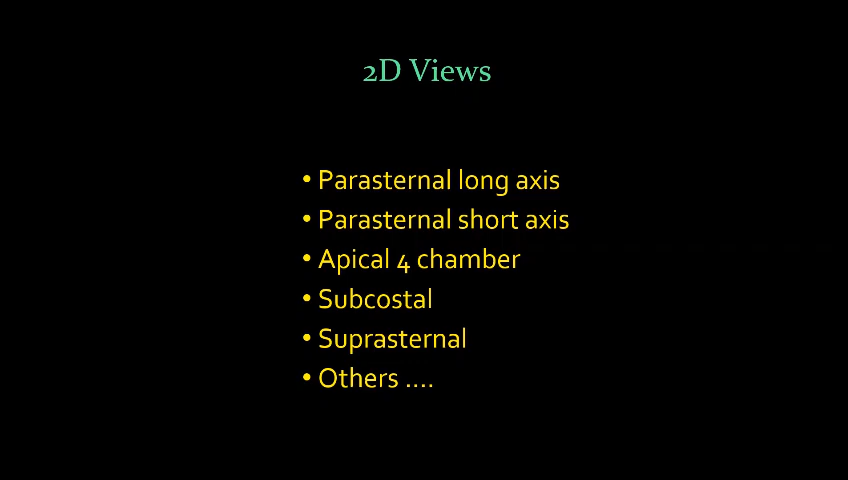 2D Views
• Parasternal long axis
• Parasternal short axis
• Apical 4 chamber
• Subcostal
• Suprasternal
• Others ....